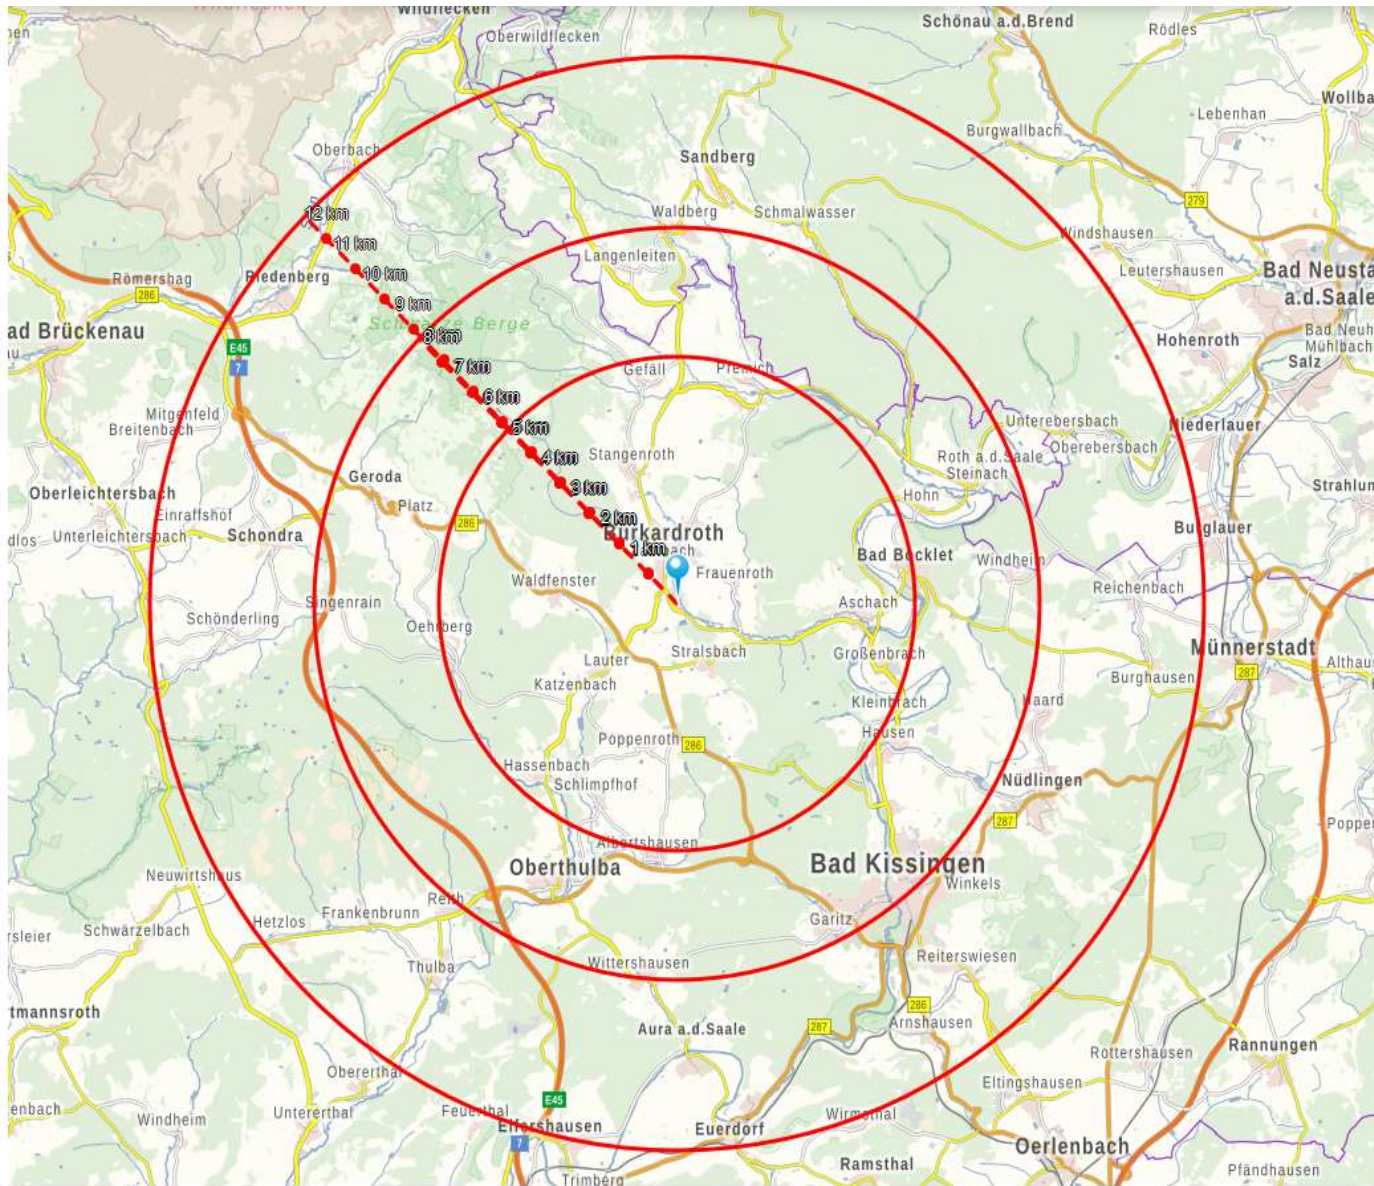 Wildflecken
Oberwildflecken
Schönau a.d.Brend
Rödles
Lebenhan
Burgwallbach
Oberbach
Sandberg
Waldberg
Schmalwasser
279
Windshausen
Langenleiten
Leutershausen
Bad Neusta
a.d.Saale
12 km
11 km
10 km
9 km
8 km
7 km
6 km
5 km
4 km
3 km
2 km
1 km
Römershag
286
Riedenberg
ad Brückenau
E45
7
Hohenroth
Bad Neuh
Mühlbach
Salz
Gefäll
Premich
Mitgenfeld
Breitenbach
Unterebersbach
Oberebersbach
Niederlauer
Stangenroth
Roth a.d.Saale
Steinach
Geroda
Platz
286
Oberleichtersbach
Einraffshof
Unterleichtersbach
Schondra
Hohn
Strahlun
Burglauer
Burkardroth
Frauenroth
Bad Bocklet
Windheim
Reichenbach
Waldfenster
Singenrain
Schönderling
Oehrberg
Aschach
Großenbrach
Stralsbach
Lauter
Katzenbach
Münnerstadt
287
Althaus
Burghausen
Kleinbrach
Haard
Hausen
Poppenroth
286
Hassenbach
Schlimpfhof
Nüdlingen
287
Albertshausen
Oberthulba
Bad Kissingen
Winkels
Neuwirtshaus
Reith
Frankenbrunn
Hetzlos
Schwärzelbach
Garitz
Reiterswiesen
Thulba
Wittershausen
tmannsroth
Aura a.d.Saale
287
286
Arnshausen
Rottershausen
Rannungen
Obererthal
Eltingshausen
Windheim
Untererthal
Feuerthal
E45
7
Elfershausen
Euerdorf
Wirmsthal
Oerlenbach
Ramsthal
Pfändhausen
Trimberg